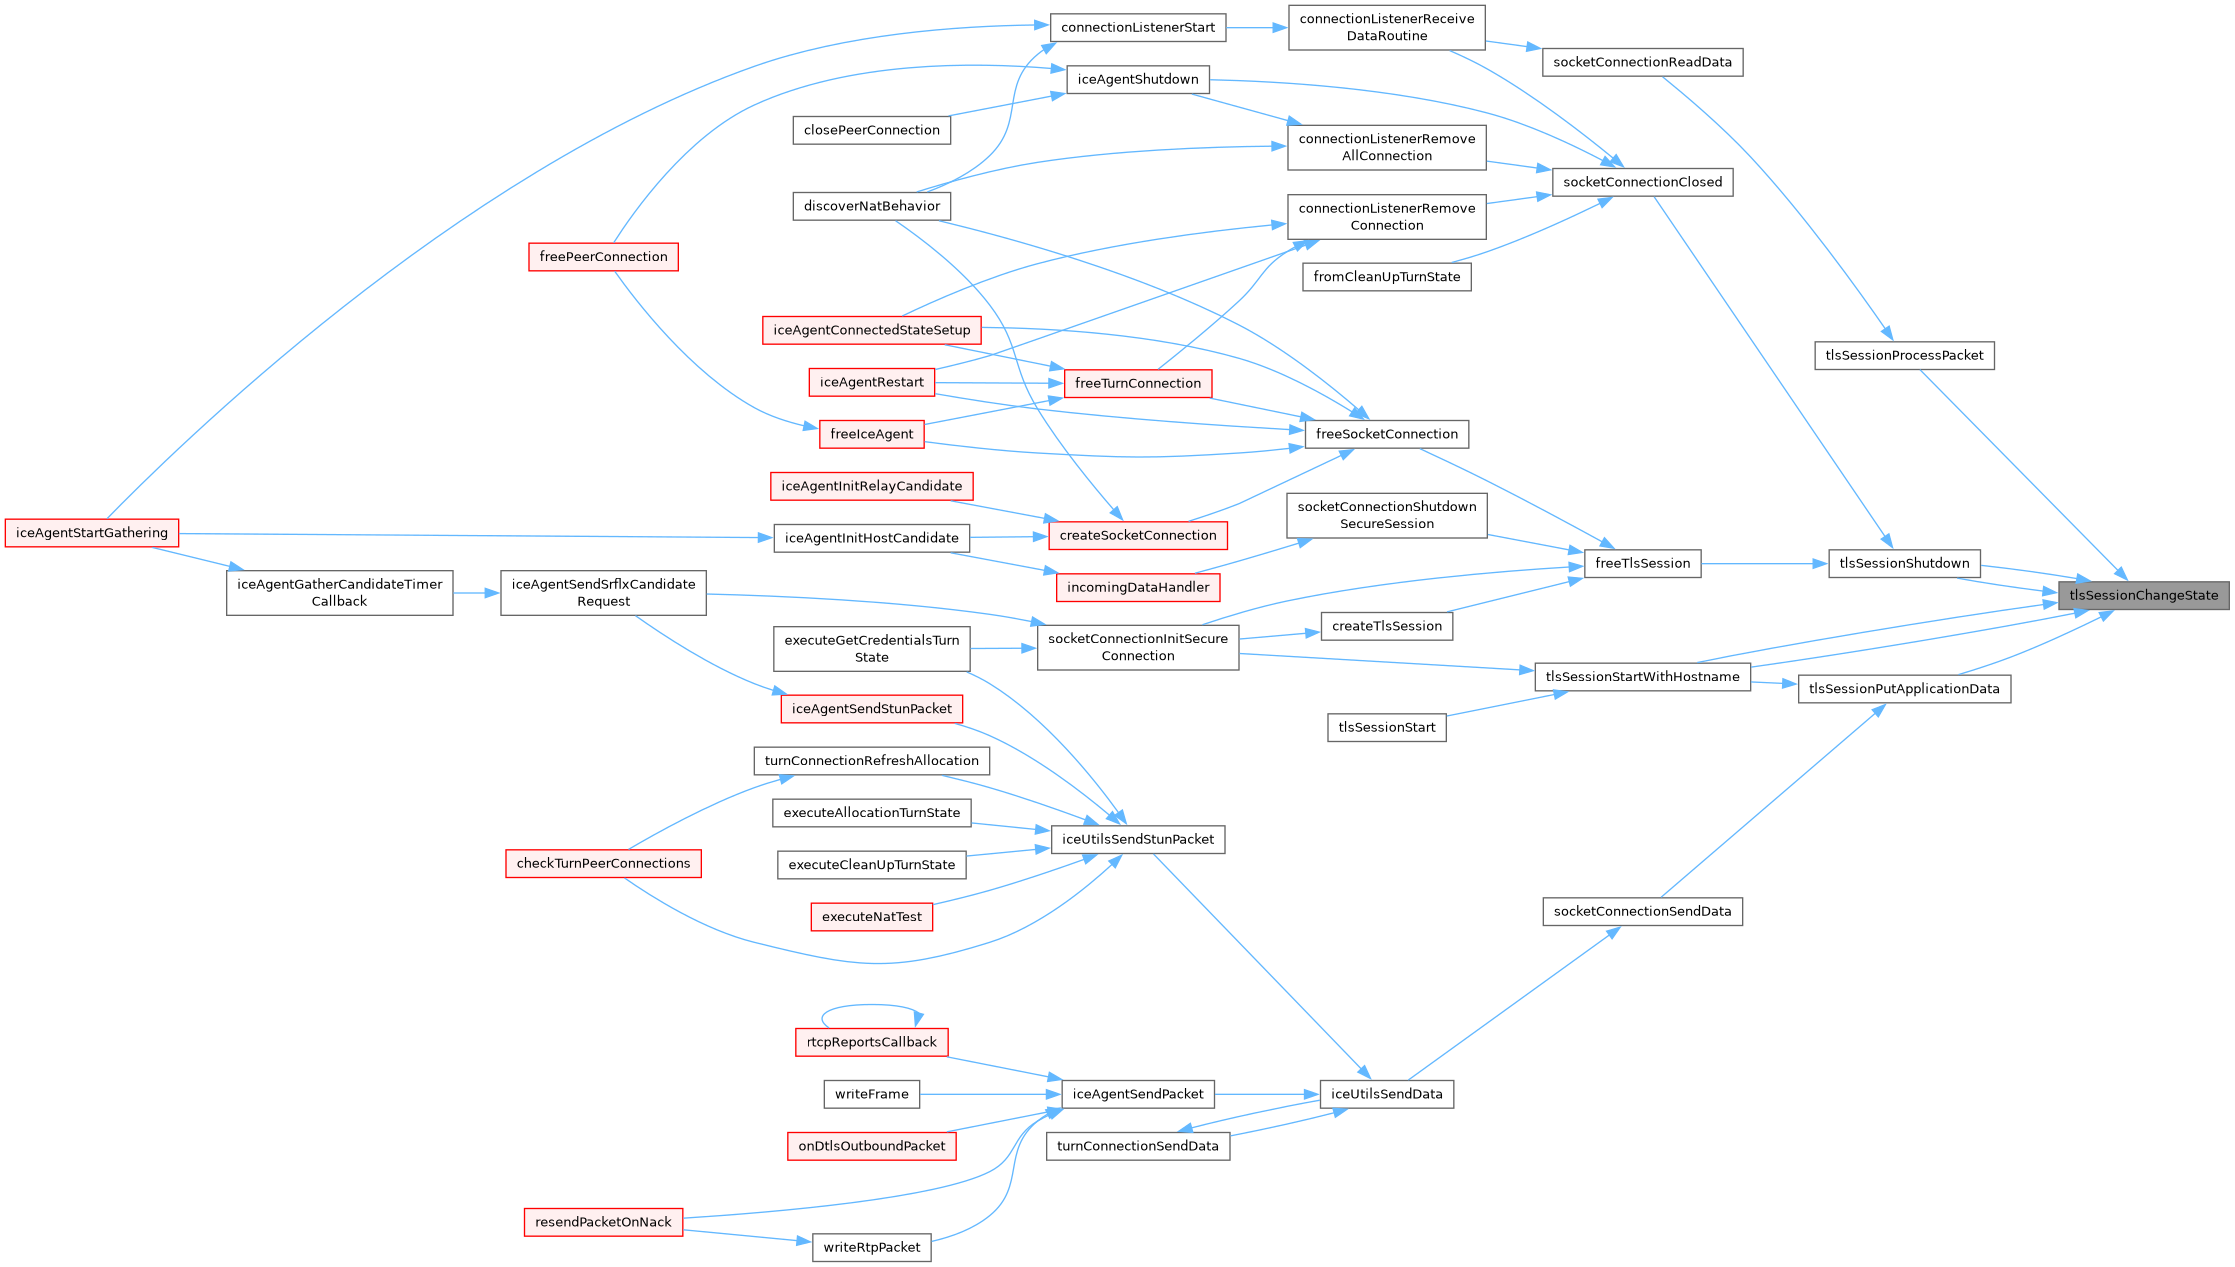 connectionListenerStart
connectionListenerReceive
DataRoutine
socketConnectionReadData
iceAgentShutdown
closePeerConnection
connectionListenerRemove
AllConnection
socketConnectionClosed
discoverNatBehavior
connectionListenerRemove
Connection
freePeerConnection
fromCleanUpTurnState
iceAgentConnectedStateSetup
tlsSessionProcessPacket
iceAgentRestart
freeTurnConnection
freeIceAgent
freeSocketConnection
iceAgentInitRelayCandidate
socketConnectionShutdown
SecureSession
iceAgentStartGathering
iceAgentInitHostCandidate
createSocketConnection
freeTlsSession
tlsSessionShutdown
iceAgentGatherCandidateTimer
Callback
iceAgentSendSrflxCandidate
Request
incomingDataHandler
tlsSessionChangeState
createTlsSession
executeGetCredentialsTurn
State
socketConnectionInitSecure
Connection
tlsSessionStartWithHostname
tlsSessionPutApplicationData
iceAgentSendStunPacket
tlsSessionStart
turnConnectionRefreshAllocation
executeAllocationTurnState
iceUtilsSendStunPacket
checkTurnPeerConnections
executeCleanUpTurnState
executeNatTest
socketConnectionSendData
rtcpReportsCallback
writeFrame
iceAgentSendPacket
iceUtilsSendData
onDtlsOutboundPacket
turnConnectionSendData
resendPacketOnNack
writeRtpPacket